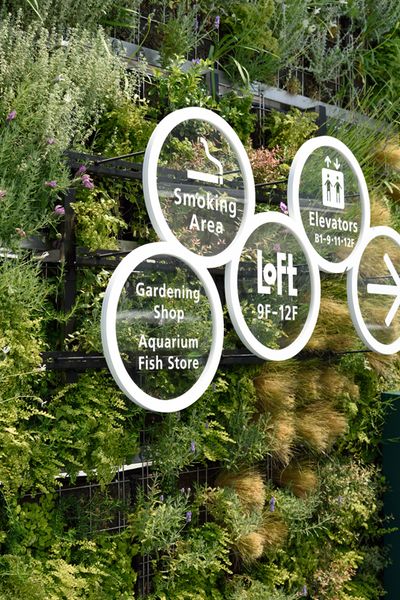 Smoking
Area
Elevators
B1-9-11-12F
Gardening
Shop
Aquarium
Fish Store
Loft
9F-12F